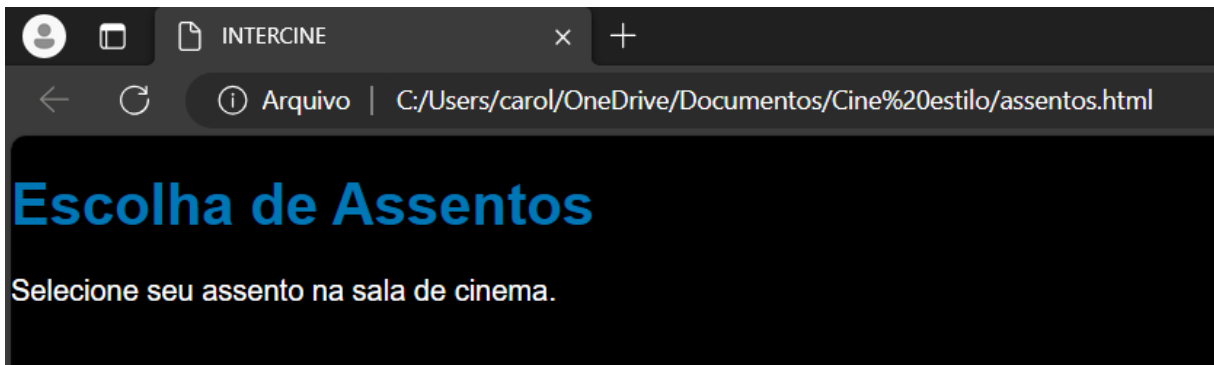 INTERCINE
Arquivo | C:/Users/carol/OneDrive/Documentos/Cine%20estilo/assentos.html
Escolha de Assentos
Selecione seu assento na sala de cinema.